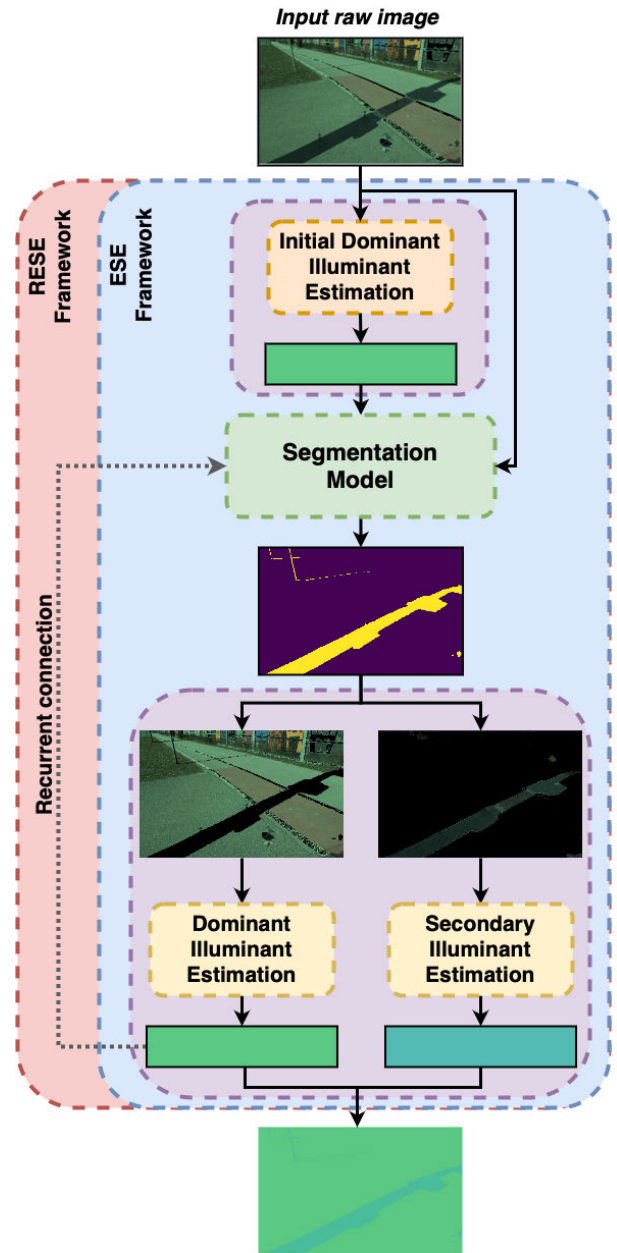 Input raw image
RESE
Framework
ESE
Framework
Initial Dominant
Illuminant
Estimation
Segmentation
Model
Recurrent connection
Dominant
Illuminant
Estimation
Secondary
Illuminant
Estimation